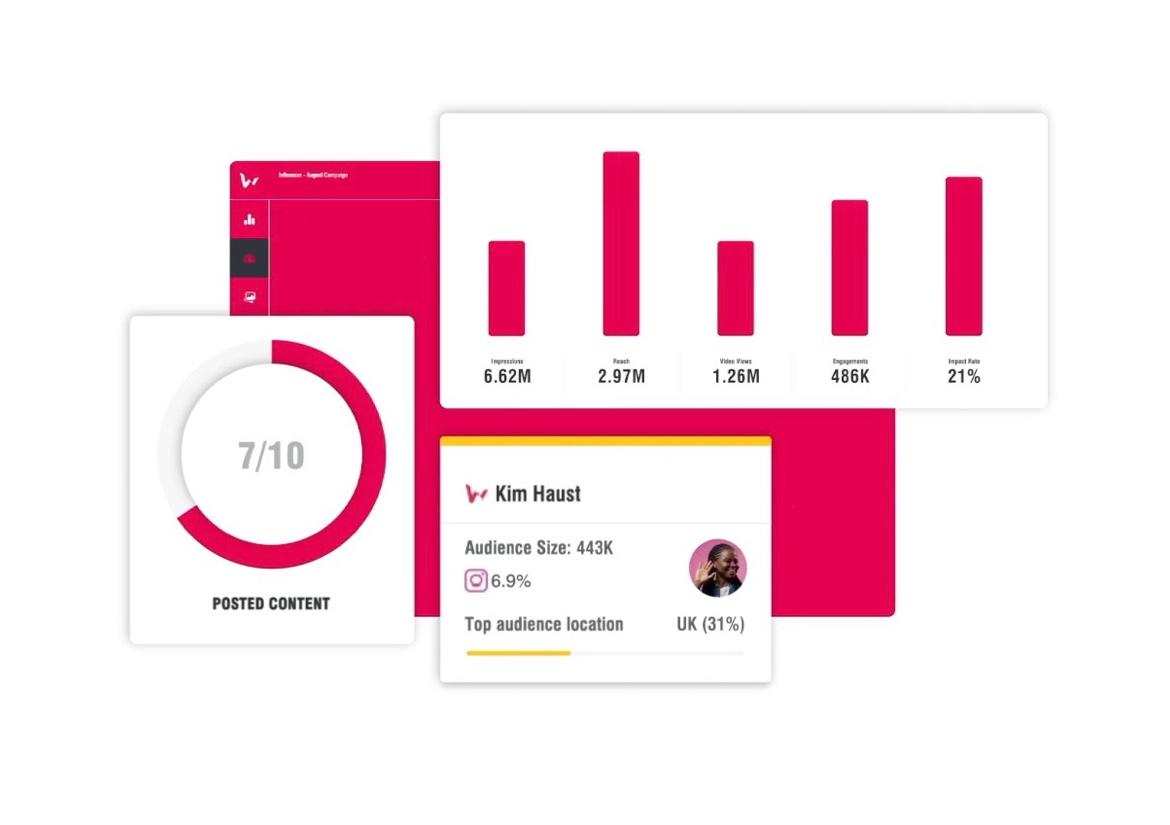 Influencer - August Campaign
Impressions
6.62M
Reach
2.97M
Video Views
1.26M
Engagements
486K
Impact Rate
21%
7/10
POSTED CONTENT
Kim Haust
Audience Size: 443K
6.9%
Top audience location UK (31%)